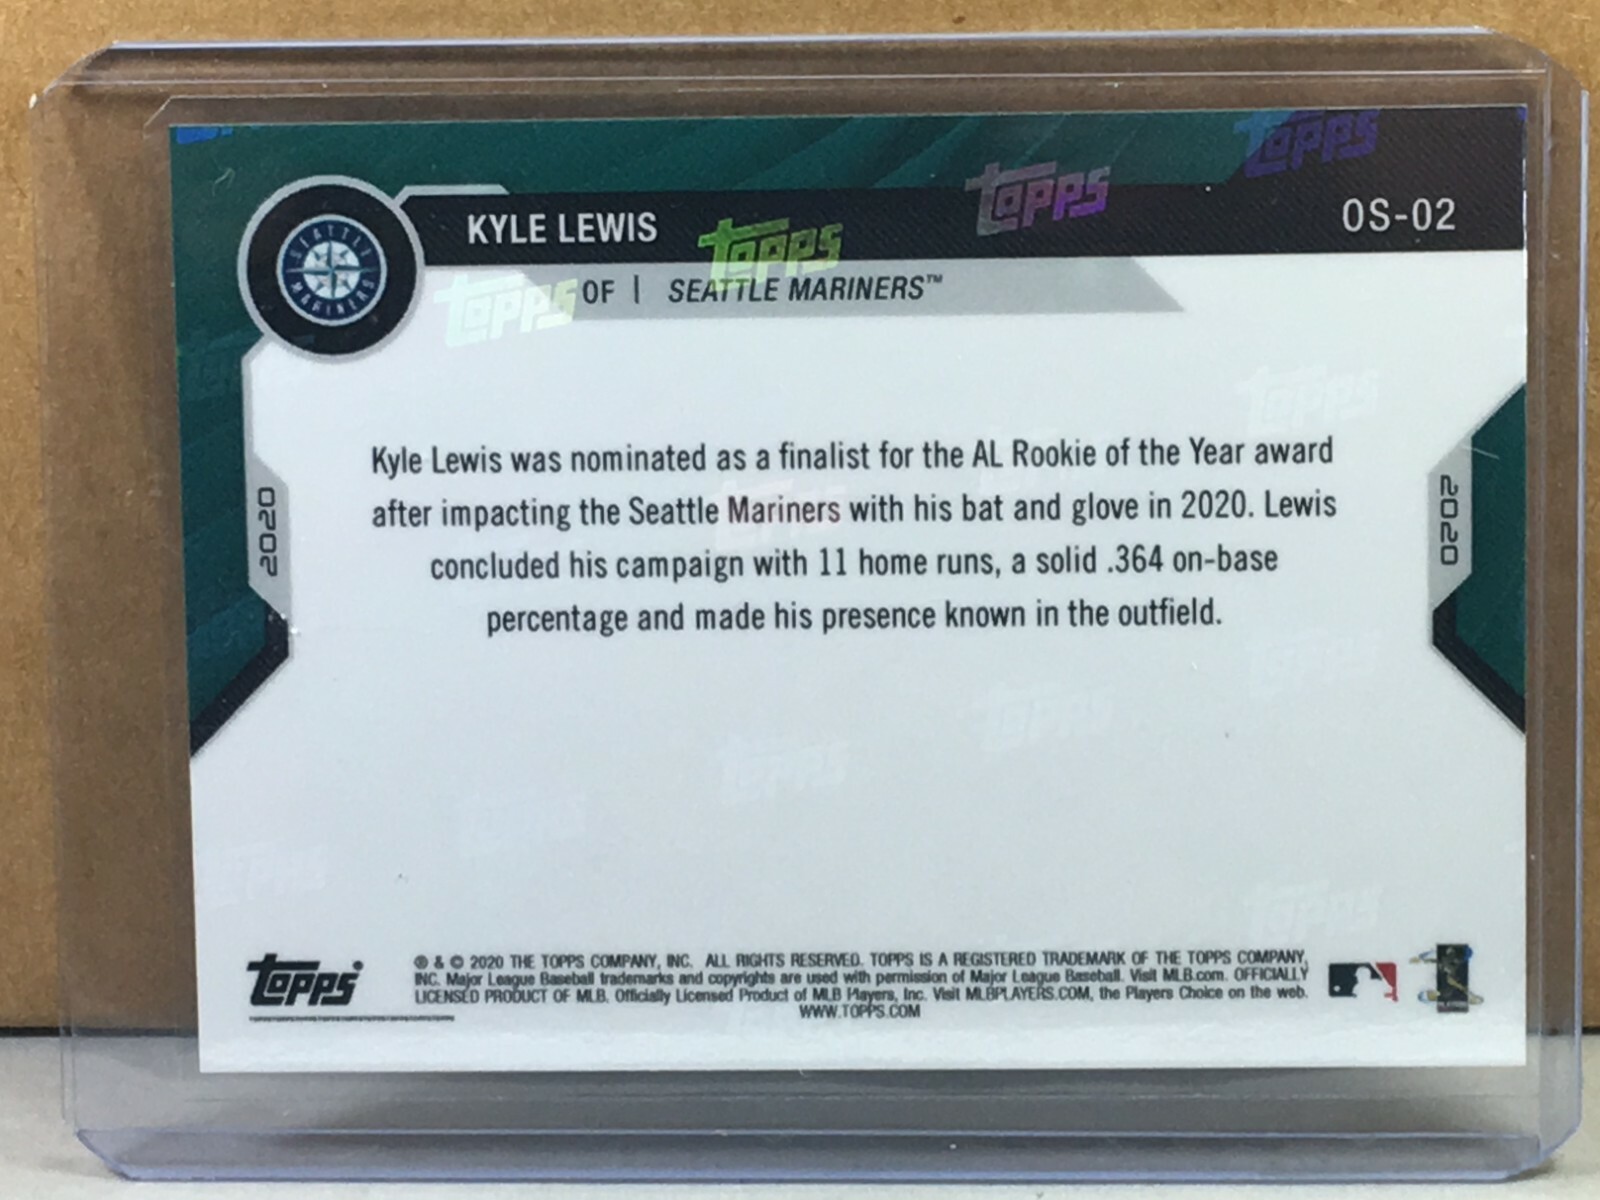 KYLE LEWIS
OS-02
OF | SEATTLE MARINERS™
SEATTLE MARINERS
TOPPS
TOPPS
TOPPS
TOPPS
2020
2020
Kyle Lewis was nominated as a finalist for the AL Rookie of the Year award
after impacting the Seattle Mariners with his bat and glove in 2020. Lewis
concluded his campaign with 11 home runs, a solid .364 on-base
percentage and made his presence known in the outfield.
TOPPS
® & © 2020 THE TOPPS COMPANY, INC. ALL RIGHTS RESERVED. TOPPS IS A REGISTERED TRADEMARK OF THE TOPPS COMPANY,
INC. Major League Baseball trademarks and copyrights are used with permission of Major League Baseball. Visit MLB.com. OFFICIALLY
LICENSED PRODUCT OF MLB. Officially Licensed Product of MLB Players, Inc. Visit MLBPLAYERS.COM, the Players Choice on the web.
WWW.TOPPS.COM